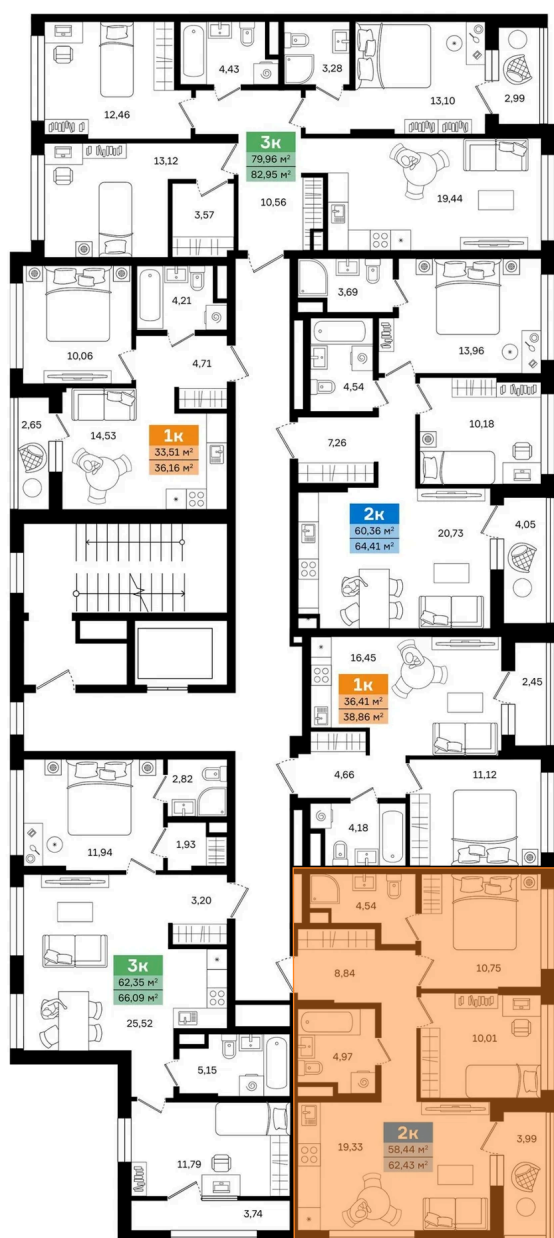 4,43
3,28
12,46
13,10
2,99
3к
79,96 м²
82,95 м²
13,12
10,56
19,44
3,57
4,21
3,69
10,06
4,71
4,54
13,96
10,18
2,65
14,53
1к
33,51 м²
36,16 м²
7,26
2к
60,36 м²
64,41 м²
20,73
4,05
16,45
1к
36,41 м²
38,86 м²
2,45
4,66
11,12
4,18
2,82
11,94
1,93
3,20
3к
62,35 м²
66,09 м²
25,52
4,54
8,84
10,75
10,01
4,97
5,15
19,33
2к
58,44 м²
62,43 м²
3,99
11,79
3,74